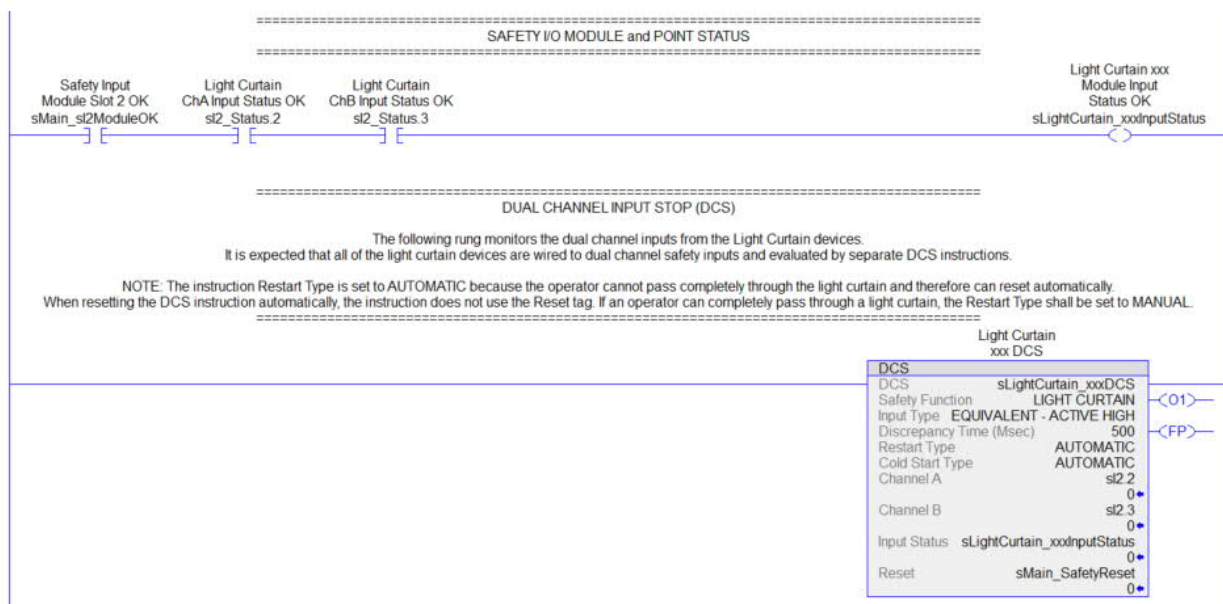 ================================================================================
SAFETY I/O MODULE and POINT STATUS
================================================================================
Safety Input
Module Slot 2 OK
sMain_sI2ModuleOK
Light Curtain
ChA Input Status OK
sI2_Status.2
Light Curtain
ChB Input Status OK
sI2_Status.3
Light Curtain xxx
Module Input
Status OK
sLightCurtain_xxxInputStatus
================================================================================
DUAL CHANNEL INPUT STOP (DCS)
The following rung monitors the dual channel inputs from the Light Curtain devices.
It is expected that all of the light curtain devices are wired to dual channel safety inputs and evaluated by separate DCS instructions.
NOTE: The instruction Restart Type is set to AUTOMATIC because the operator cannot pass completely through the light curtain and therefore can reset automatically.
When resetting the DCS instruction automatically, the instruction does not use the Reset tag. If an operator can completely pass through a light curtain, the Restart Type shall be set to MANUAL.
================================================================================
Light Curtain
xxx DCS
DCS
DCS sLightCurtain_xxxDCS
Safety Function LIGHT CURTAIN
O1
Input Type EQUIVALENT - ACTIVE HIGH
Discrepancy Time (Msec) 500
FP
Restart Type AUTOMATIC
Cold Start Type AUTOMATIC
Channel A sI2.2
0
Channel B sI2.3
0
Input Status sLightCurtain_xxxInputStatus
0
Reset sMain_SafetyReset
0